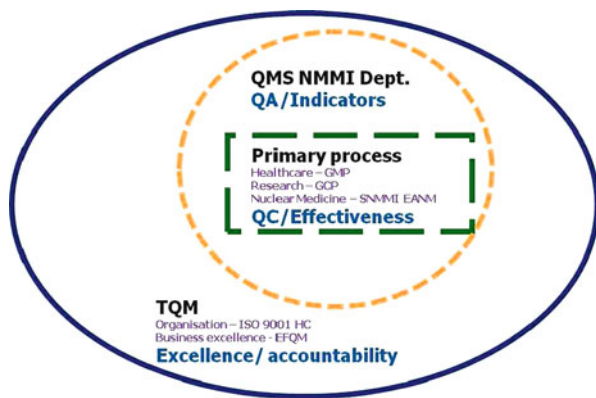 QMS NMMI Dept.
QA/Indicators
Primary process
Healthcare – GMP
Research – GCP
Nuclear Medicine – SNMMI EANM
QC/Effectiveness
TQM
Organisation – ISO 9001 HC
Business excellence - EFQM
Excellence/ accountability